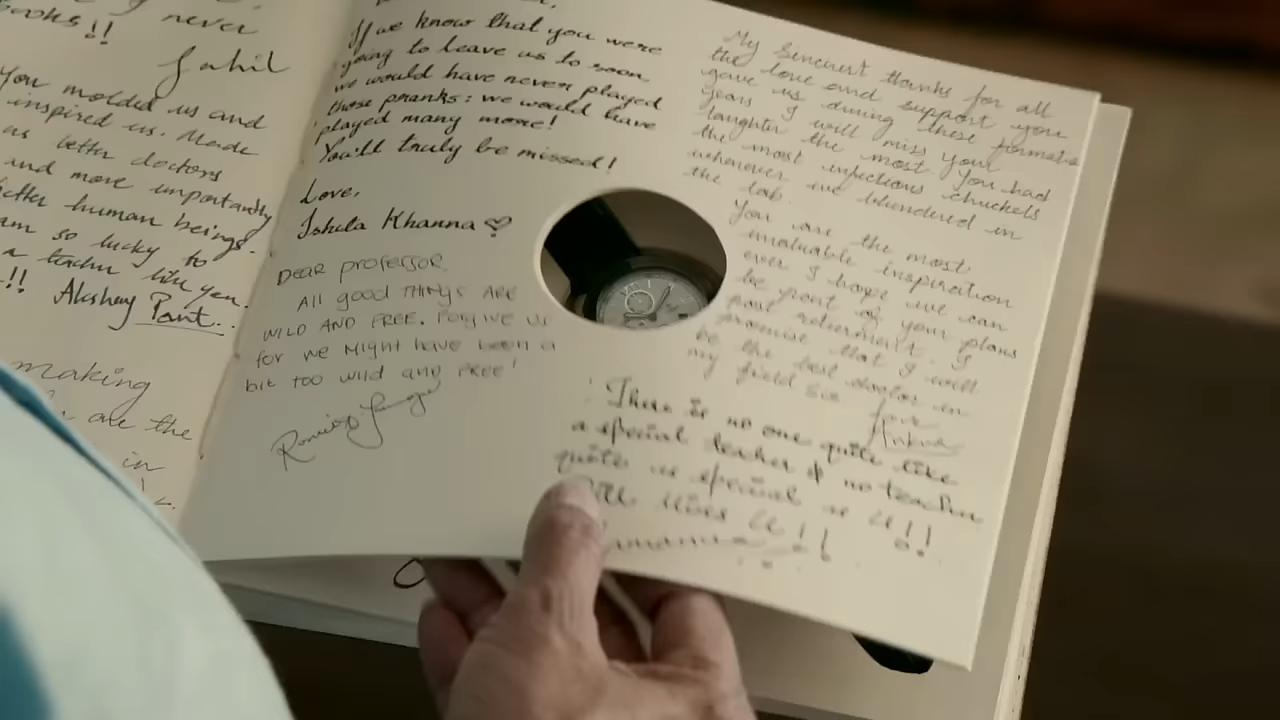 never
books!!
Sahil
You molded us and
inspired us. Made
us better doctors
and more importantly
better human beings.
am so lucky to
a teacher like you.
!!
Akshay Pant..
making
are the
in
If we know that you were
going to leave us to soon
we would have never played
those pranks: we would have
played many more!
You'll truly be missed!
Love,
Ishita Khanna
DEAR professor,
All good THINGS ARE
WILD AND FREE. Forgive us
for we Might have been a
bit too wild and free!
My sincerest thanks for all
the love and support you
gave us during these formative
years I will miss your
laughter the most. You had
the most infectious chuckels
whenever we blundered in
the lab.
You are the most
invaluable inspiration
ever I hope we can
be part of your plans
post retirement. I
promise that I will
be the best doctor in
my field Sir
There is no one quite like
a special teacher & no teacher
quite as special as U!!
Will Miss U!!